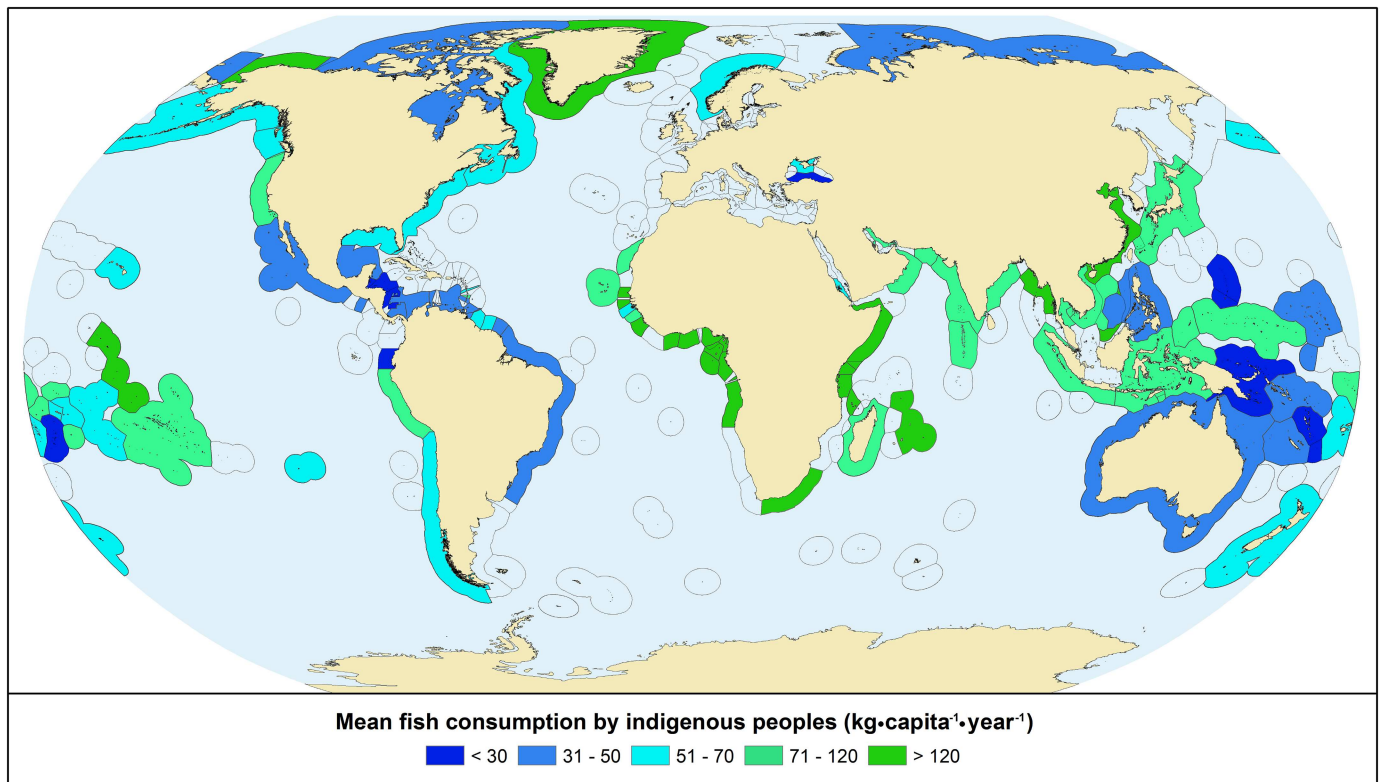 Mean fish consumption by indigenous peoples (kg•capita⁻¹•year⁻¹)
< 30 31 - 50 51 - 70 71 - 120 > 120